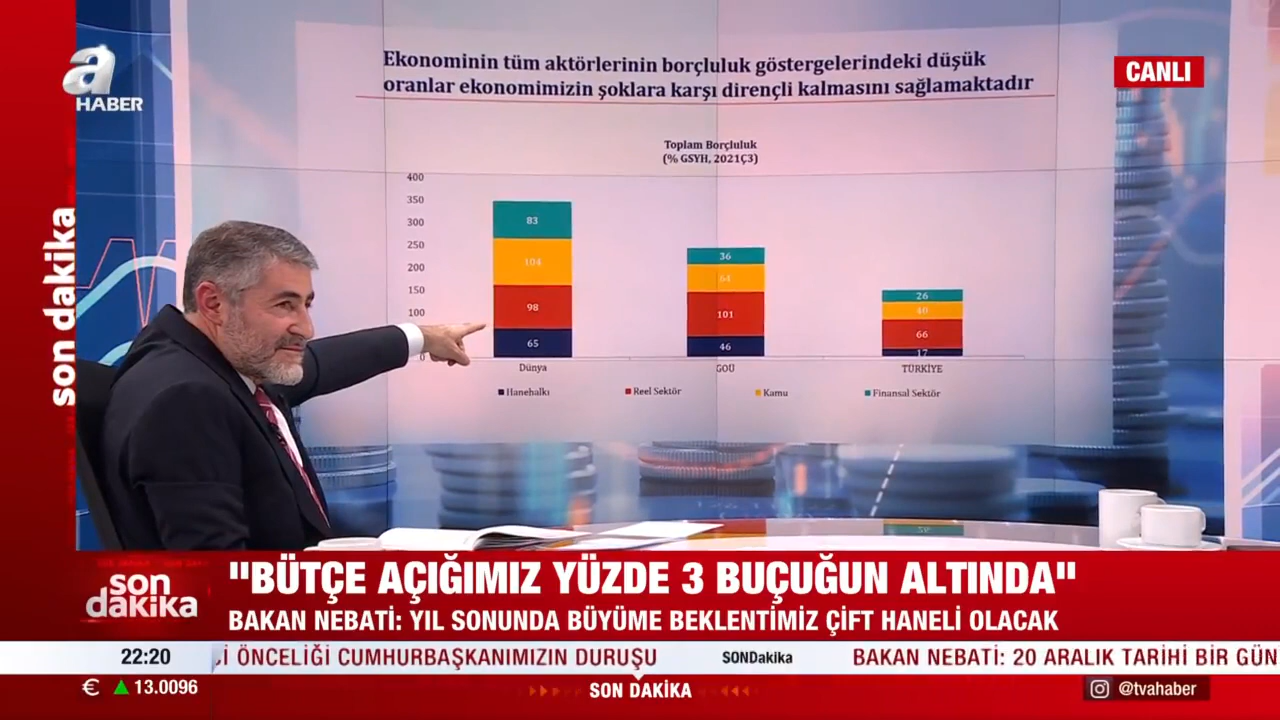 a
HABER
CANLI
son dakika
Ekonominin tüm aktörlerinin borçluluk göstergelerindeki düşük
oranlar ekonomimizin şoklara karşı dirençli kalmasını sağlamaktadır
Toplam Borçluluk
(% GSYH, 2021Ç3)
400
350
300
250
200
150
100
0
83
104
98
65
36
64
101
46
26
40
66
17
Dünya
GOÜ
TÜRKİYE
Hanehalkı
Reel Sektör
Kamu
Finansal Sektör
son
dakika
"BÜTÇE AÇIĞIMIZ YÜZDE 3 BUÇUĞUN ALTINDA"
BAKAN NEBATİ: YIL SONUNDA BÜYÜME BEKLENTİMİZ ÇİFT HANELİ OLACAK
22:20
Çİ ÖNCELİĞİ CUMHURBAŞKANIMIZIN DURUŞU
SONDakika
BAKAN NEBATİ: 20 ARALIK TARİHİ BİR GÜN
€ 13.0096
SON DAKİKA
@tvahaber